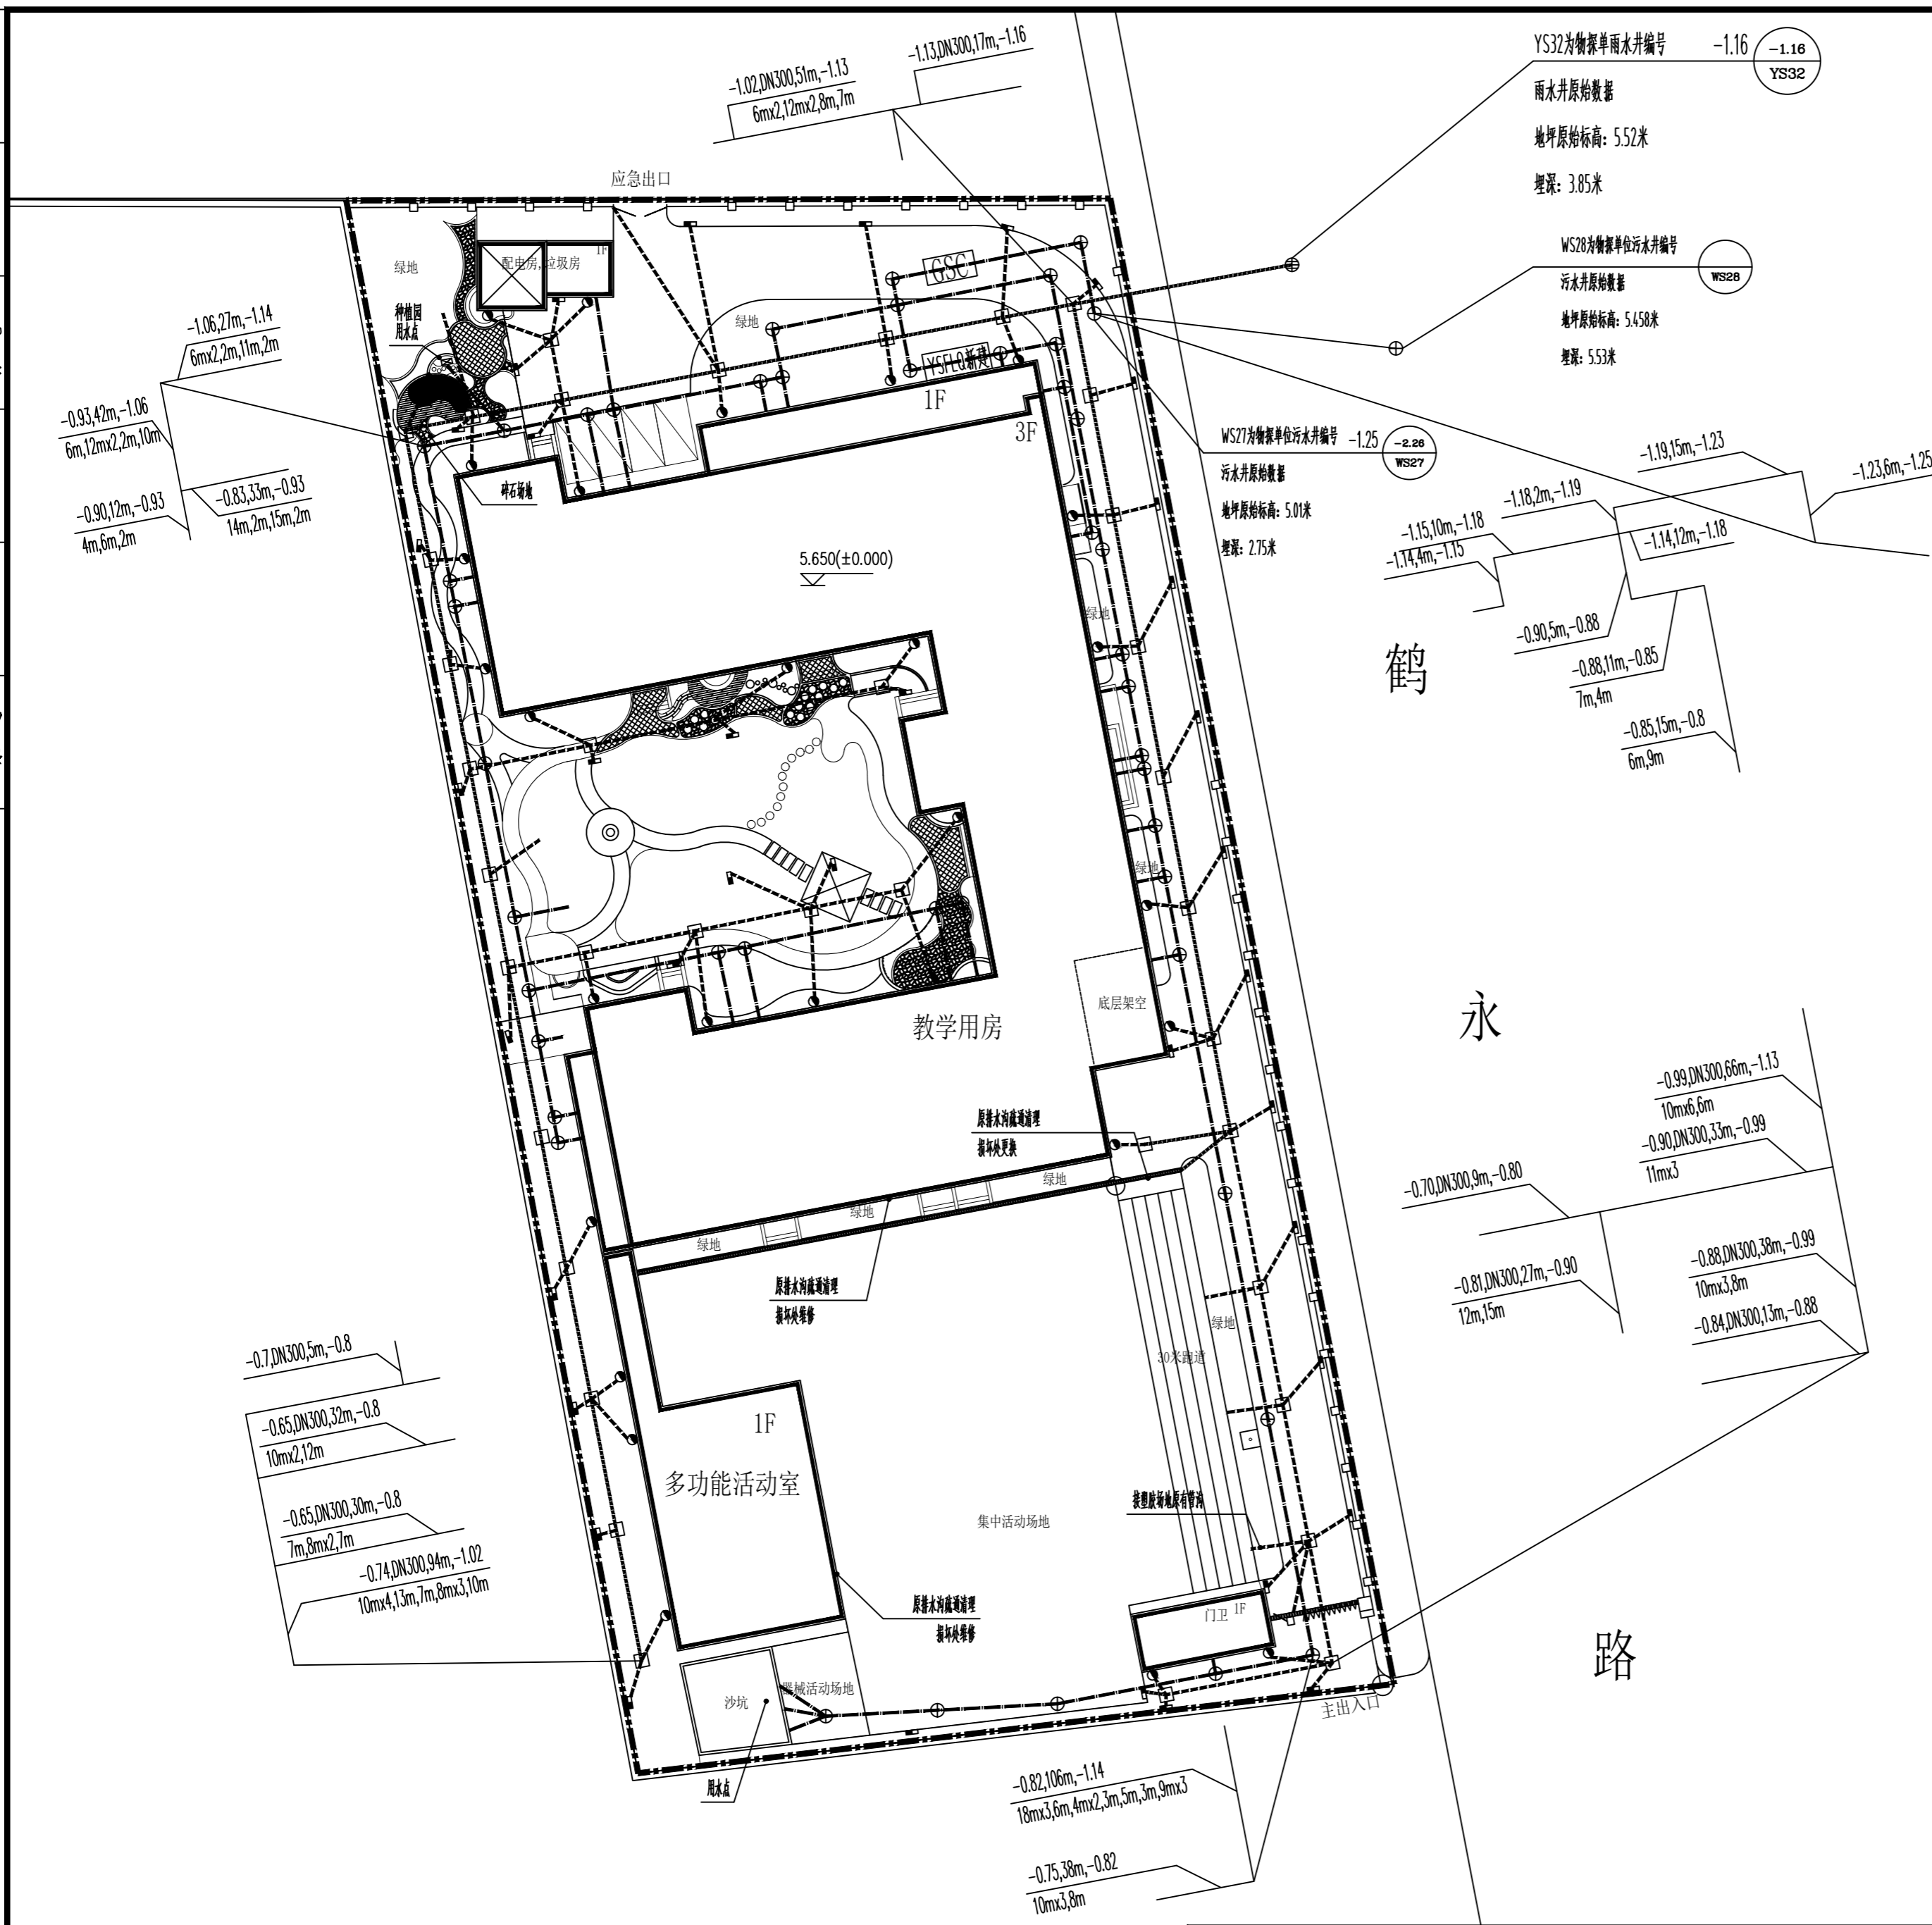 -1.13,DN300,17m,-1.16
-1.02,DN300,51m,-1.13
6mx2,12mx2,8m,7m
YS32为物探单雨水井编号
-1.16
-1.16
YS32
雨水井原始数据
地坪原始标高: 5.52米
埋深: 3.85米
WS28为物探单位污水井编号
WS28
污水井原始数据
地坪原始标高: 5.458米
埋深: 5.53米
应急出口
绿地
配电房,垃圾房
1F
GSC
种植园
用水点
绿地
YSFLQ新建
-1.06,27m,-1.14
6mx2,2m,11m,2m
-0.93,42m,-1.06
6m,12mx2,2m,10m
-0.90,12m,-0.93
4m,6m,2m
-0.83,33m,-0.93
14m,2m,15m,2m
碎石场地
1F
3F
WS27为物探单位污水井编号
-1.25
-2.26
WS27
污水井原始数据
地坪原始标高: 5.01米
埋深: 2.75米
-1.19,15m,-1.23
-1.23,6m,-1.25
-1.18,2m,-1.19
-1.15,10m,-1.18
-1.14,4m,-1.15
-1.14,12m,-1.18
-0.90,5m,-0.88
-0.88,11m,-0.85
7m,4m
-0.85,15m,-0.8
6m,9m
5.650(±0.000)
绿地
鹤
绿地
底层架空
教学用房
永
原排水沟疏通清理
损坏处更换
绿地
绿地
绿地
原排水沟疏通清理
损坏处维修
-0.99,DN300,66m,-1.13
10mx6,6m
-0.90,DN300,33m,-0.99
11mx3
-0.70,DN300,9m,-0.80
-0.81,DN300,27m,-0.90
12m,15m
-0.88,DN300,38m,-0.99
10mx3,8m
-0.84,DN300,13m,-0.88
绿地
30米跑道
-0.7,DN300,5m,-0.8
-0.65,DN300,32m,-0.8
10mx2,12m
-0.65,DN300,30m,-0.8
7m,8mx2,7m
-0.74,DN300,94m,-1.02
10mx4,13m,7m,8mx3,10m
1F
多功能活动室
集中活动场地
接塑胶场地原有管沟
原排水沟疏通清理
损坏处维修
门卫
1F
路
沙坑
器械活动场地
主出入口
用水点
-0.82,106m,-1.14
18mx3,6m,4mx2,3m,5m,3m,9mx3
-0.75,38m,-0.82
10mx3,8m